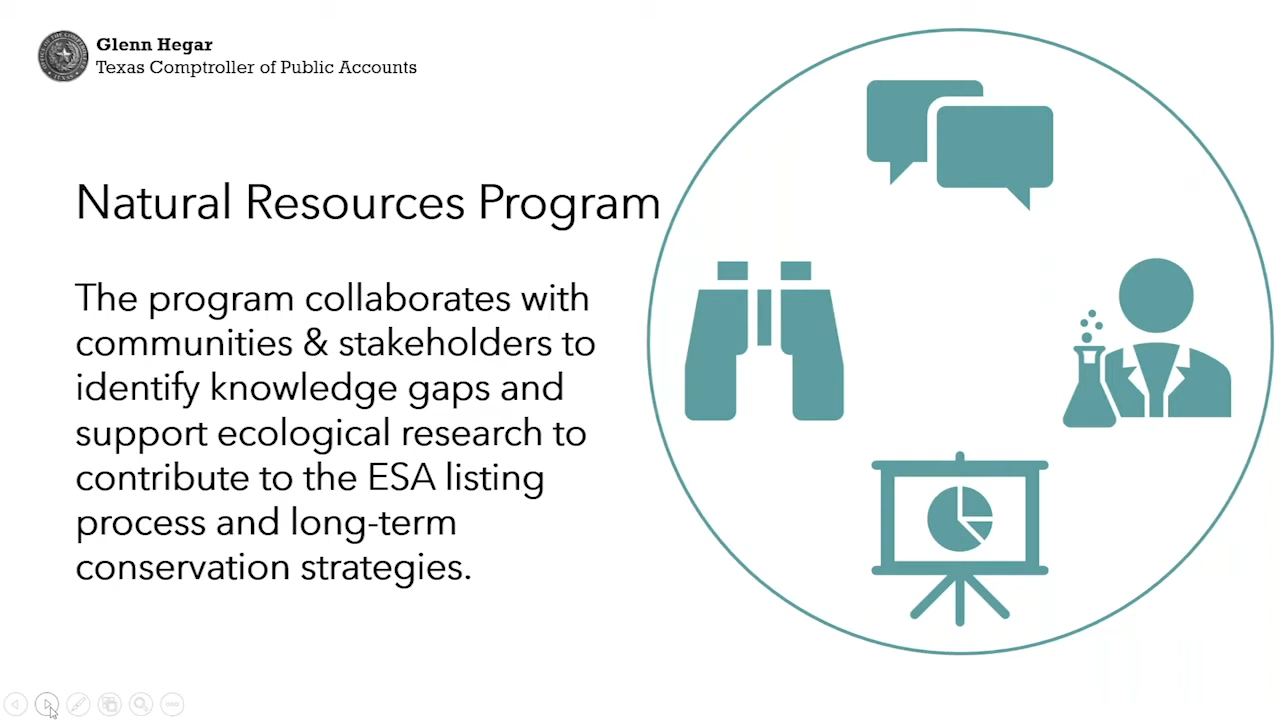 Glenn Hegar
Texas Comptroller of Public Accounts
Natural Resources Program
The program collaborates with
communities & stakeholders to
identify knowledge gaps and
support ecological research to
contribute to the ESA listing
process and long-term
conservation strategies.